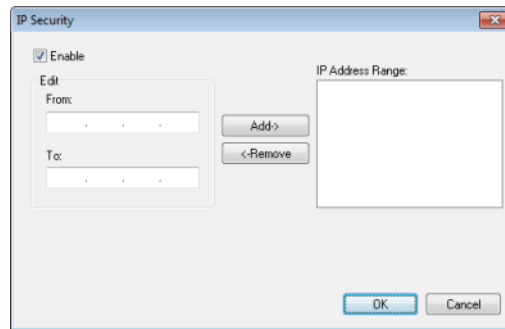 IP Security
Enable
Edit
From:
. . .
To:
. . .
Add->
<-Remove
IP Address Range:
OK
Cancel